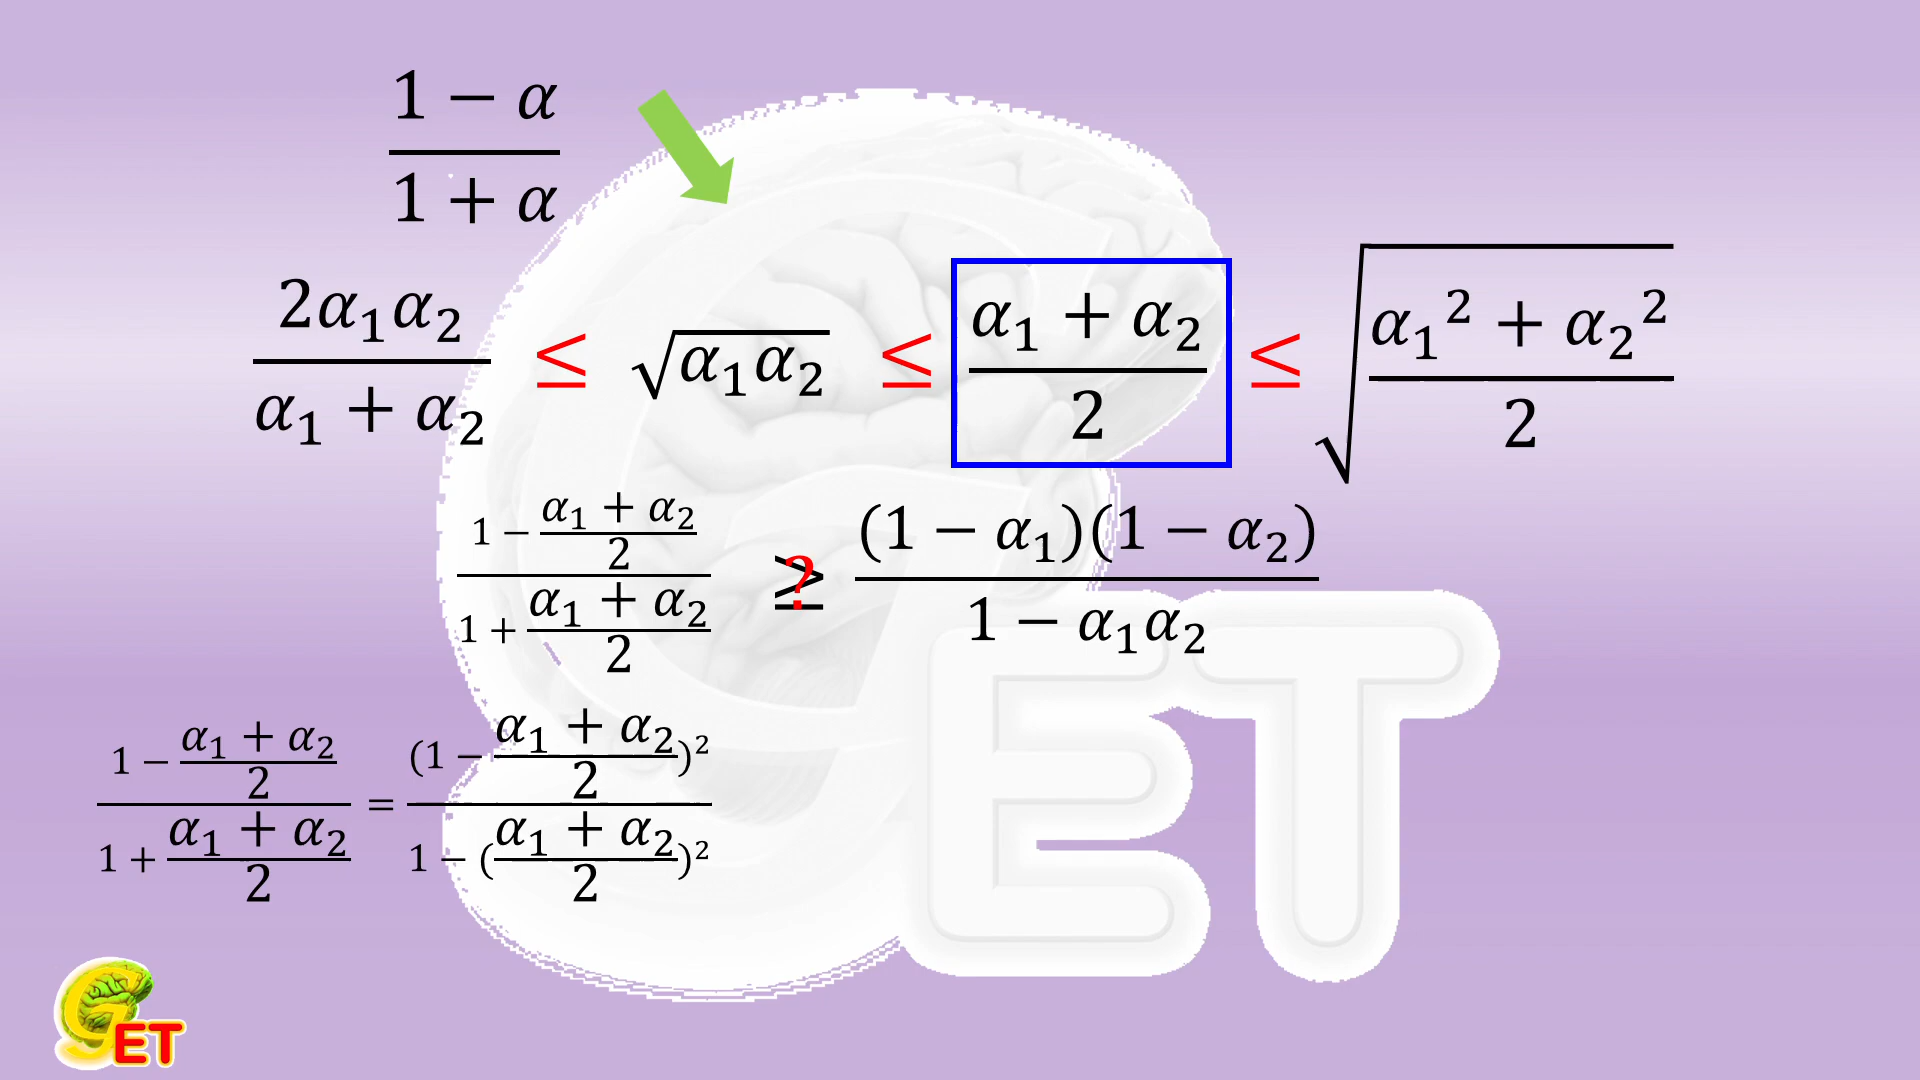 (1 − α)/(1 + α)
2α₁α₂/(α₁ + α₂) ≤ √(α₁α₂) ≤ (α₁ + α₂)/2 ≤ √((α₁² + α₂²)/2)
(1 − (α₁ + α₂)/2)/(1 + (α₁ + α₂)/2) ≥ ? (1 − α₁)(1 − α₂)/(1 − α₁α₂)
(1 − (α₁ + α₂)/2)/(1 + (α₁ + α₂)/2) = (1 − (α₁ + α₂)/2)²/(1 − ((α₁ + α₂)/2)²)
GET
GET